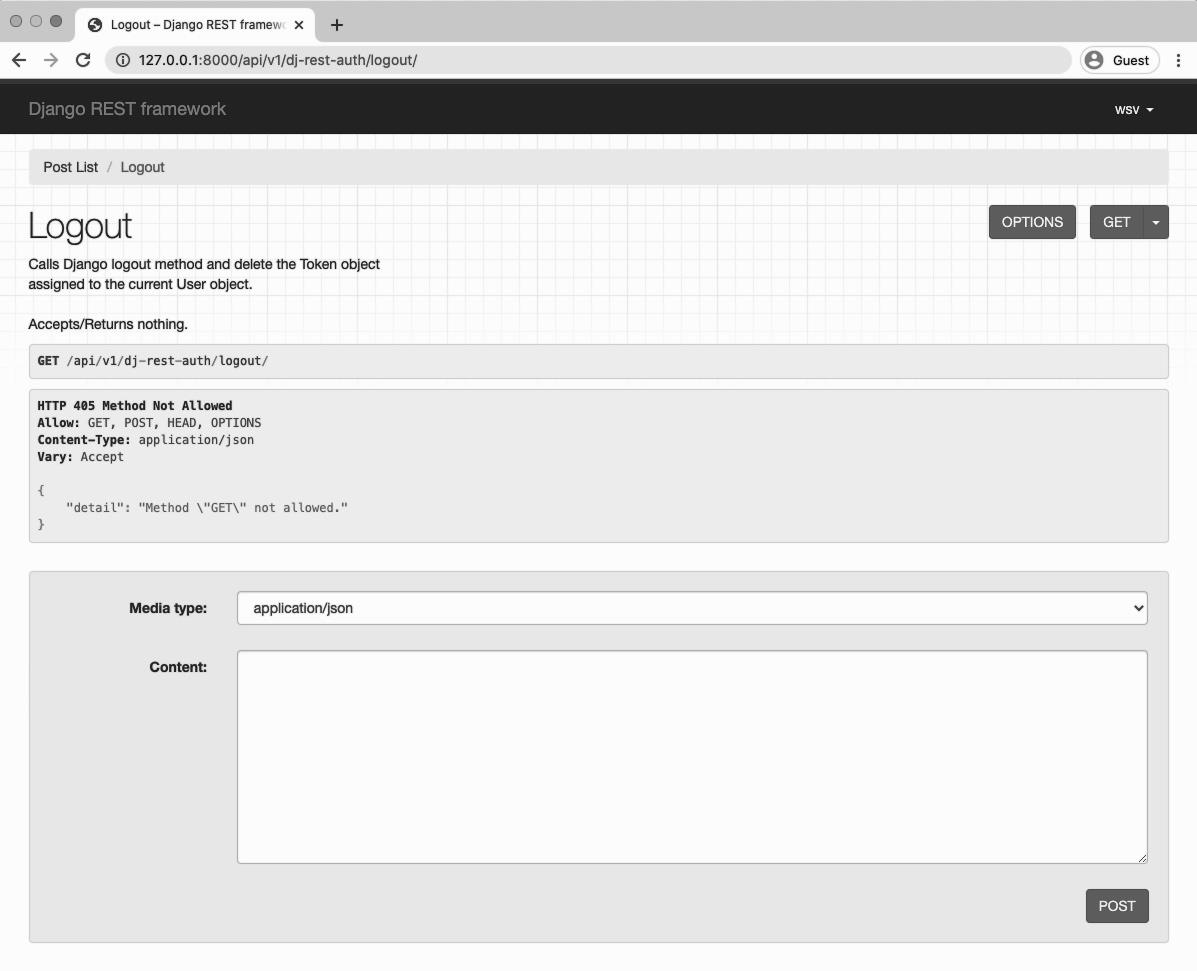 Logout – Django REST framew
127.0.0.1:8000/api/v1/dj-rest-auth/logout/
Guest
Django REST framework
wsv
Post List / Logout
Logout
OPTIONS
GET
Calls Django logout method and delete the Token object
assigned to the current User object.
Accepts/Returns nothing.
GET /api/v1/dj-rest-auth/logout/
HTTP 405 Method Not Allowed
Allow: GET, POST, HEAD, OPTIONS
Content-Type: application/json
Vary: Accept
{
"detail": "Method \"GET\" not allowed."
}
Media type:
application/json
Content:
POST